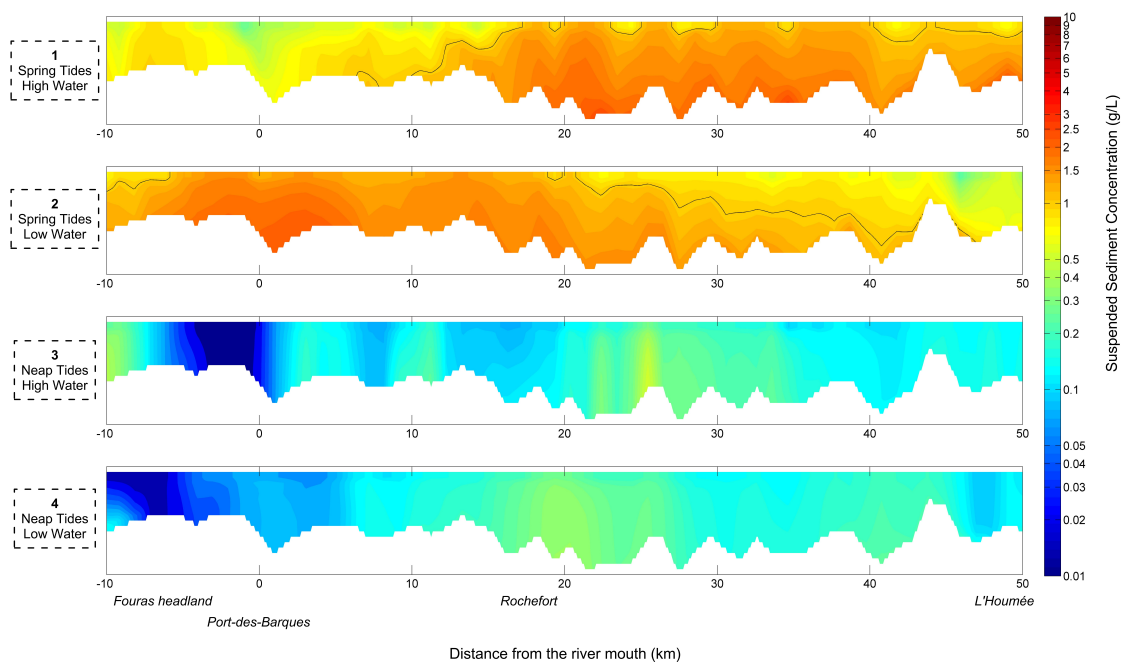 1
Spring Tides
High Water
-10 0 10 20 30 40 50
2
Spring Tides
Low Water
-10 0 10 20 30 40 50
3
Neap Tides
High Water
-10 0 10 20 30 40 50
4
Neap Tides
Low Water
-10 0 10 20 30 40 50
Fouras headland
Rochefort
L'Houmée
Port-des-Barques
Distance from the river mouth (km)
10
9
8
7
6
5
4
3
2.5
2
1.5
1
0.5
0.4
0.3
0.2
0.1
0.05
0.04
0.03
0.02
0.01
Suspended Sediment Concentration (g/L)